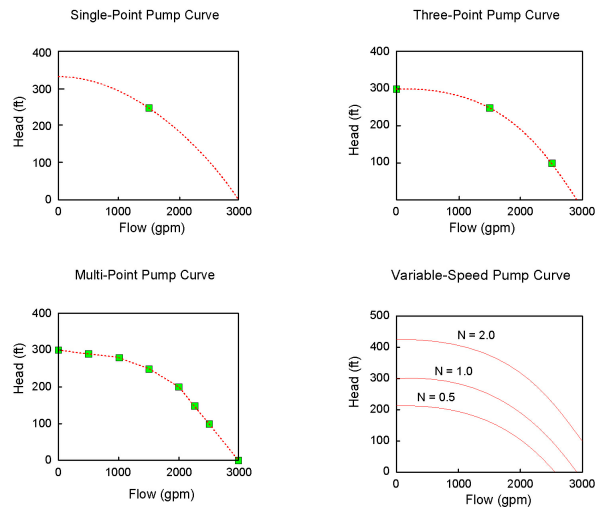 Single-Point Pump Curve
400
300
200
100
0
Head (ft)
0 1000 2000 3000
Flow (gpm)
Three-Point Pump Curve
400
300
200
100
Head (ft)
0 1000 2000 3000
Flow (gpm)
Multi-Point Pump Curve
400
300
200
100
0
Head (ft)
0 1000 2000 3000
Flow (gpm)
Variable-Speed Pump Curve
500
400
300
200
100
0
Head (ft)
N = 2.0
N = 1.0
N = 0.5
0 1000 2000 3000
Flow (gpm)